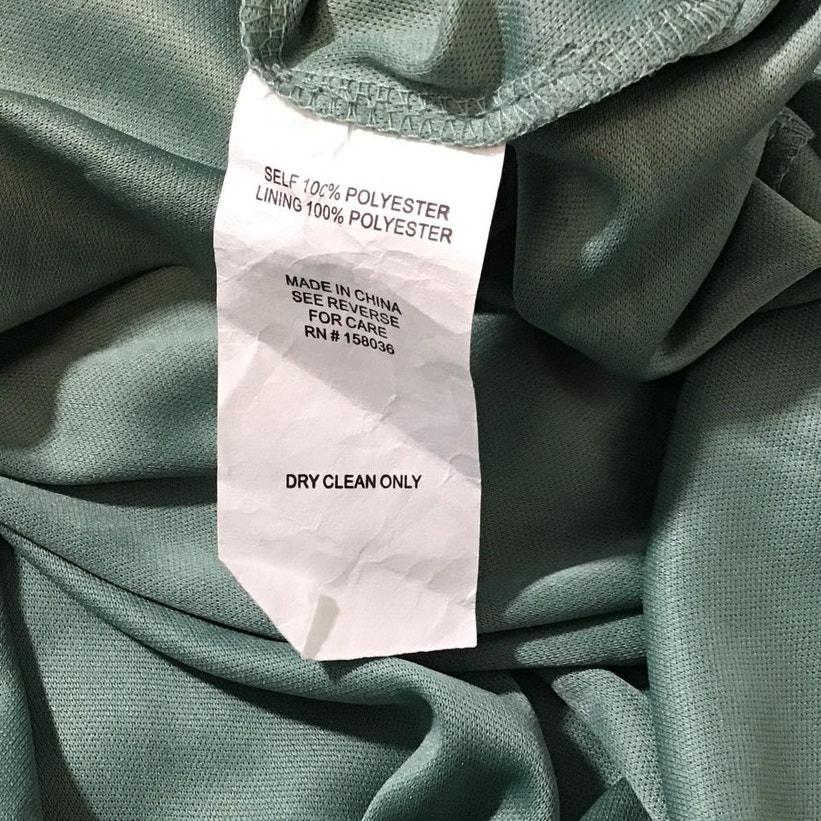 SELF 100% POLYESTER
LINING 100% POLYESTER
MADE IN CHINA
SEE REVERSE
FOR CARE
RN # 158036
DRY CLEAN ONLY